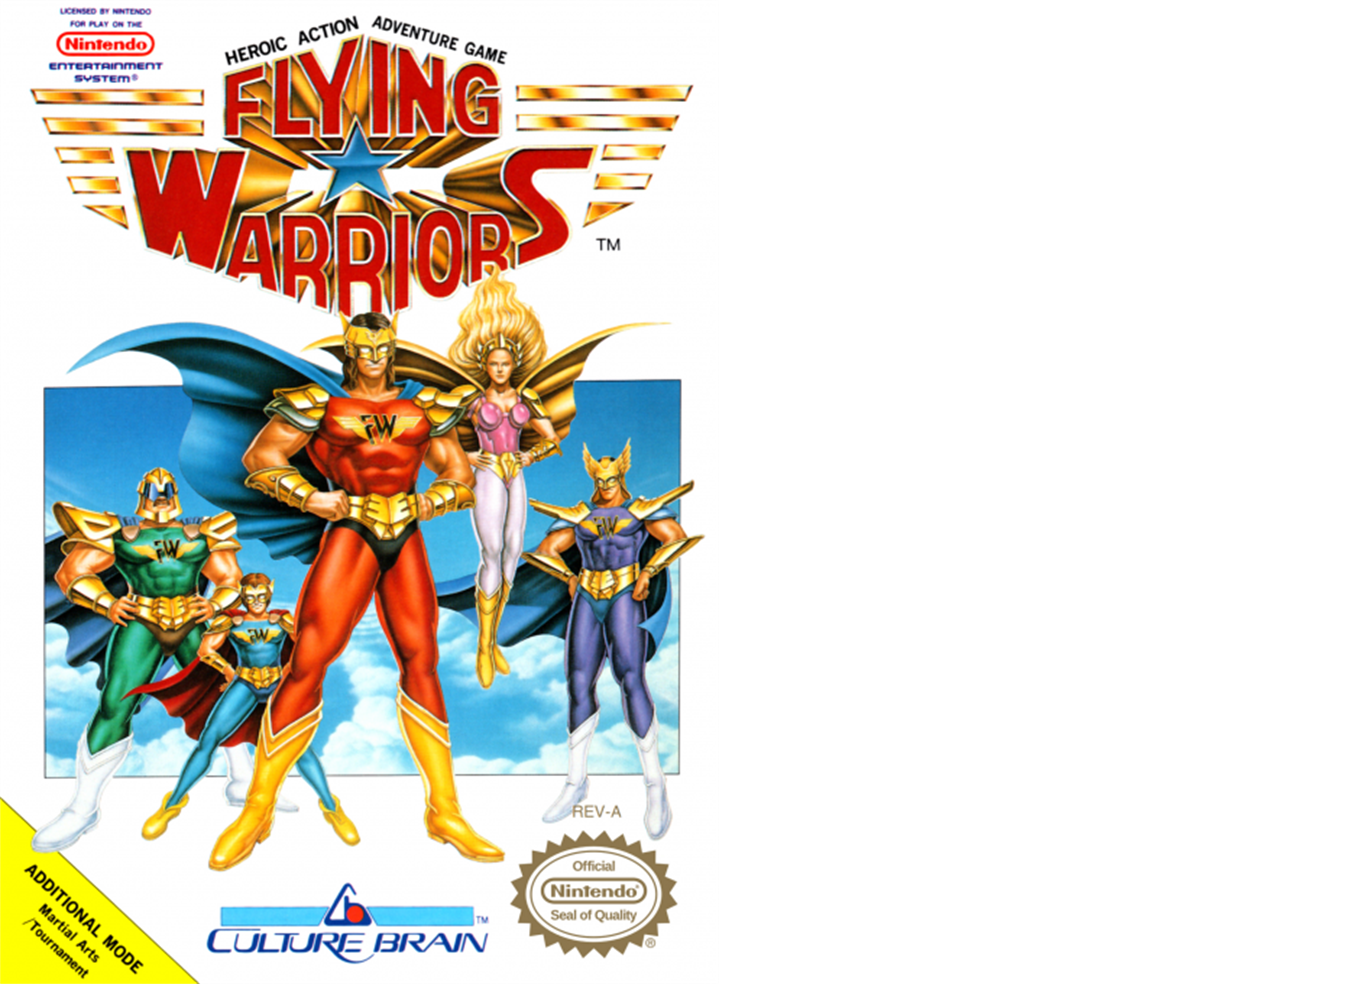 LICENSED BY NINTENDO
FOR PLAY ON THE
Nintendo
ENTERTAINMENT
SYSTEM®
HEROIC ACTION ADVENTURE GAME
FLYING
WARRIORS
TM
FW
FW
FW
FW
REV-A
Official
Nintendo®
Seal of Quality
®
ADDITIONAL MODE
Martial Arts
/Tournament
TM
CULTURE BRAIN